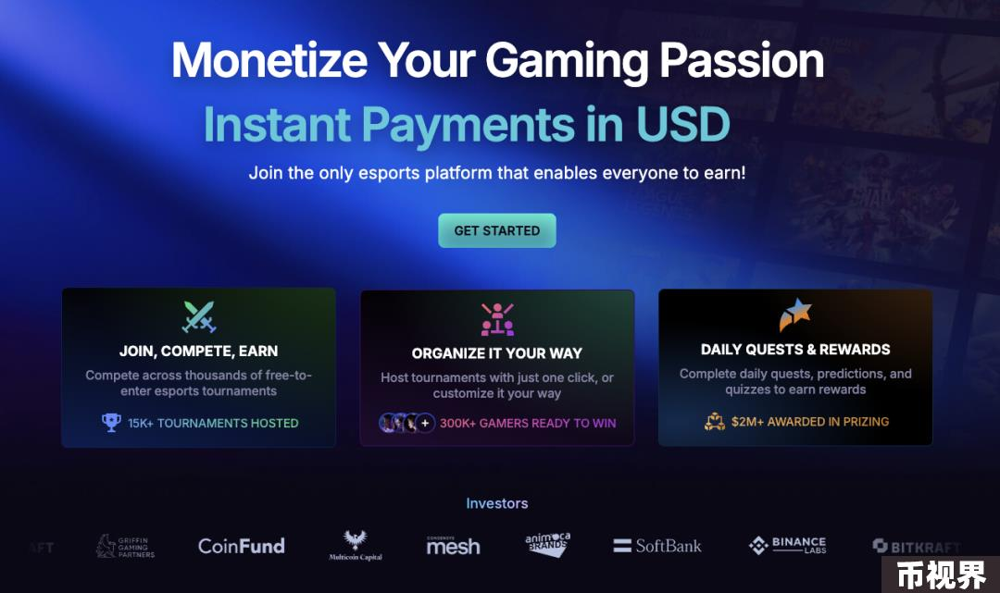 Monetize Your Gaming Passion
Instant Payments in USD
Join the only esports platform that enables everyone to earn!
GET STARTED
JOIN, COMPETE, EARN
Compete across thousands of free-to-
enter esports tournaments
15K+ TOURNAMENTS HOSTED
ORGANIZE IT YOUR WAY
Host tournaments with just one click, or
customize it your way
+
300K+ GAMERS READY TO WIN
DAILY QUESTS & REWARDS
Complete daily quests, predictions, and
quizzes to earn rewards
$2M+ AWARDED IN PRIZING
Investors
AFT
GRIFFIN
GAMING
PARTNERS
CoinFund
Multicoin Capital
CONSENSYS
mesh
animoca
BRANDS
SoftBank
BINANCE
LABS
BITKRAFT
币视界